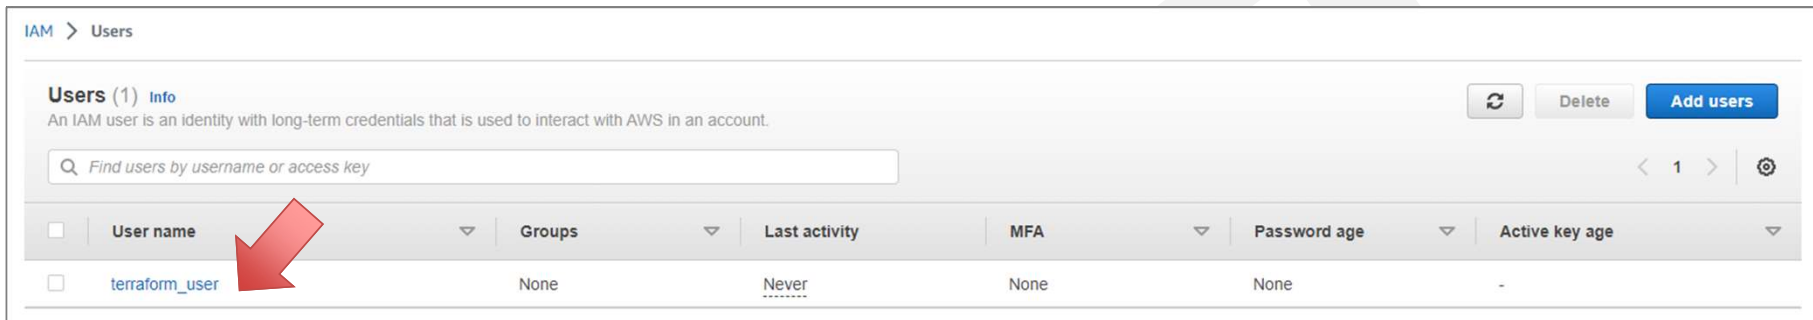 IAM > Users
Users (1) Info
Delete
Add users
An IAM user is an identity with long-term credentials that is used to interact with AWS in an account.
Find users by username or access key
< 1 >
User name Groups Last activity MFA Password age Active key age
terraform_user None Never None None -